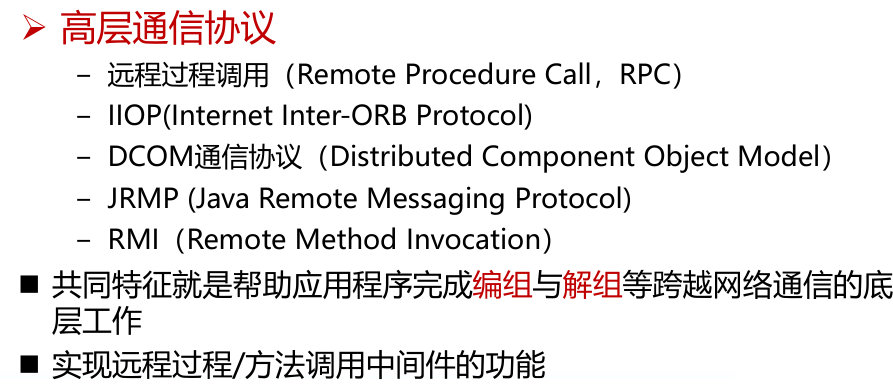 高层通信协议
– 远程过程调用（Remote Procedure Call，RPC）
– IIOP(Internet Inter-ORB Protocol)
– DCOM通信协议（Distributed Component Object Model）
– JRMP (Java Remote Messaging Protocol)
– RMI（Remote Method Invocation）
共同特征就是帮助应用程序完成编组与解组等跨越网络通信的底
层工作
实现远程过程/方法调用中间件的功能